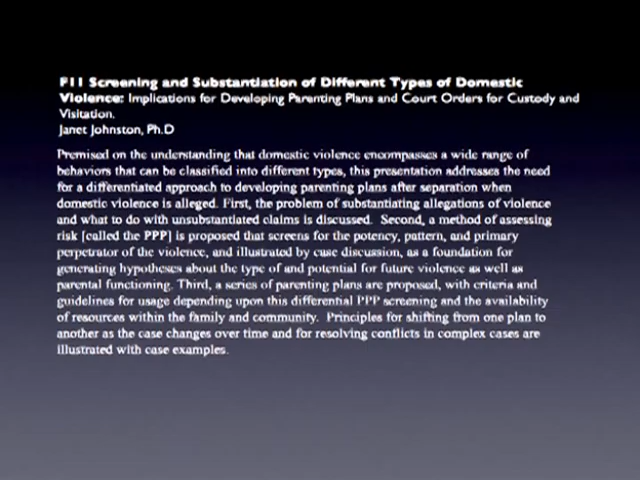 F11 Screening and Substantiation of Different Types of Domestic
Violence: Implications for Developing Parenting Plans and Court Orders for Custody and
Visitation.
Janet Johnston, Ph.D
Premised on the understanding that domestic violence encompasses a wide range of
behaviors that can be classified into different types, this presentation addresses the need
for a differentiated approach to developing parenting plans after separation when
domestic violence is alleged. First, the problem of substantiating allegations of violence
and what to do with unsubstantiated claims is discussed. Second, a method of assessing
risk [called the PPP] is proposed that screens for the potency, pattern, and primary
perpetrator of the violence, and illustrated by case discussion, as a foundation for
generating hypotheses about the type of and potential for future violence as well as
parental functioning. Third, a series of parenting plans are proposed, with criteria and
guidelines for usage depending upon this differential PPP screening and the availability
of resources within the family and community. Principles for shifting from one plan to
another as the case changes over time and for resolving conflicts in complex cases are
illustrated with case examples.